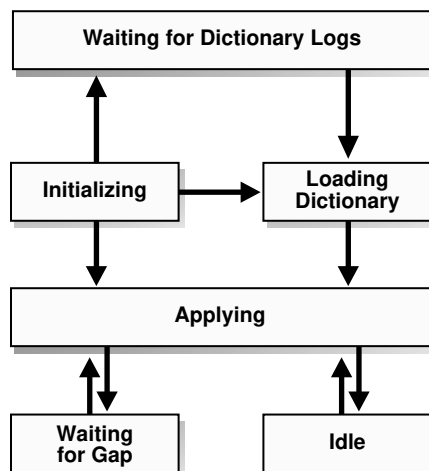 Waiting for Dictionary Logs
Initializing
Loading
Dictionary
Applying
Waiting
for Gap
Idle